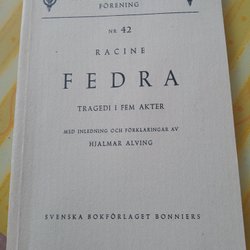 FÖRENING
NR 42
RACINE
FEDRA
TRAGEDI I FEM AKTER
MED INLEDNING OCH FÖRKLARINGAR AV
HJALMAR ALVING
SVENSKA BOKFÖRLAGET BONNIERS